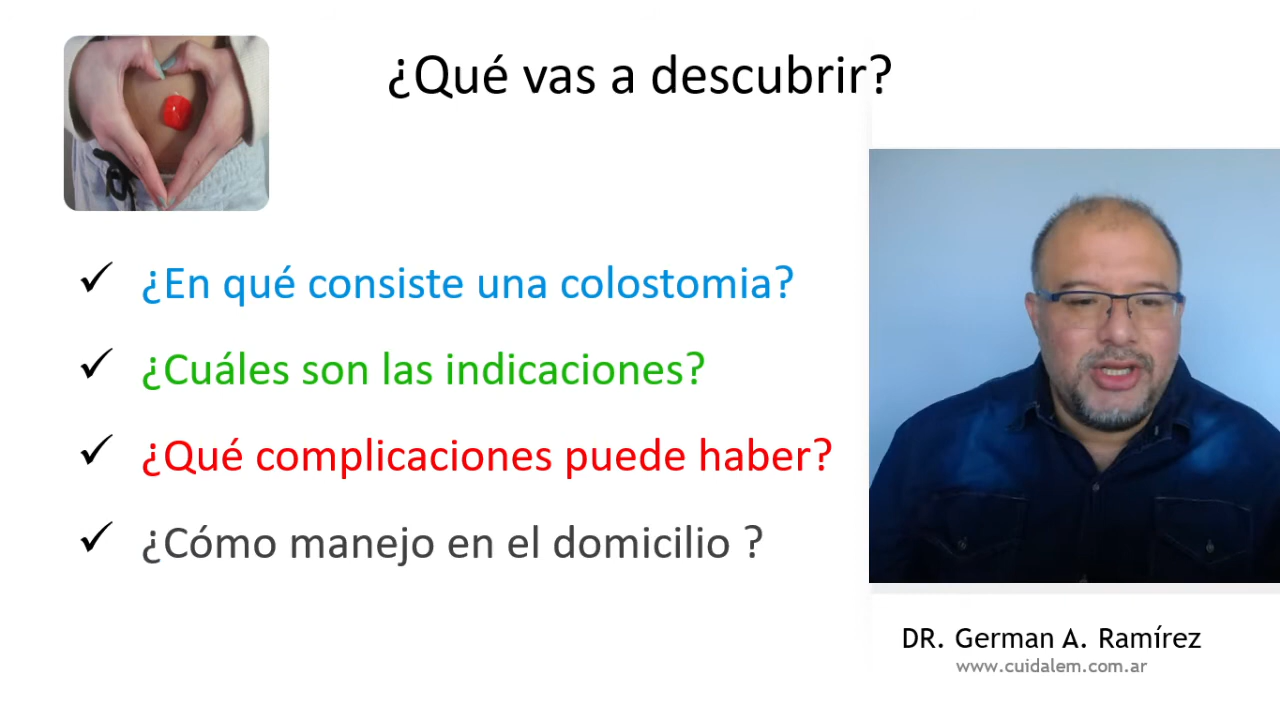 ¿Qué vas a descubrir?
¿En qué consiste una colostomia?
¿Cuáles son las indicaciones?
¿Qué complicaciones puede haber?
¿Cómo manejo en el domicilio ?
DR. German A. Ramírez
www.cuidalem.com.ar